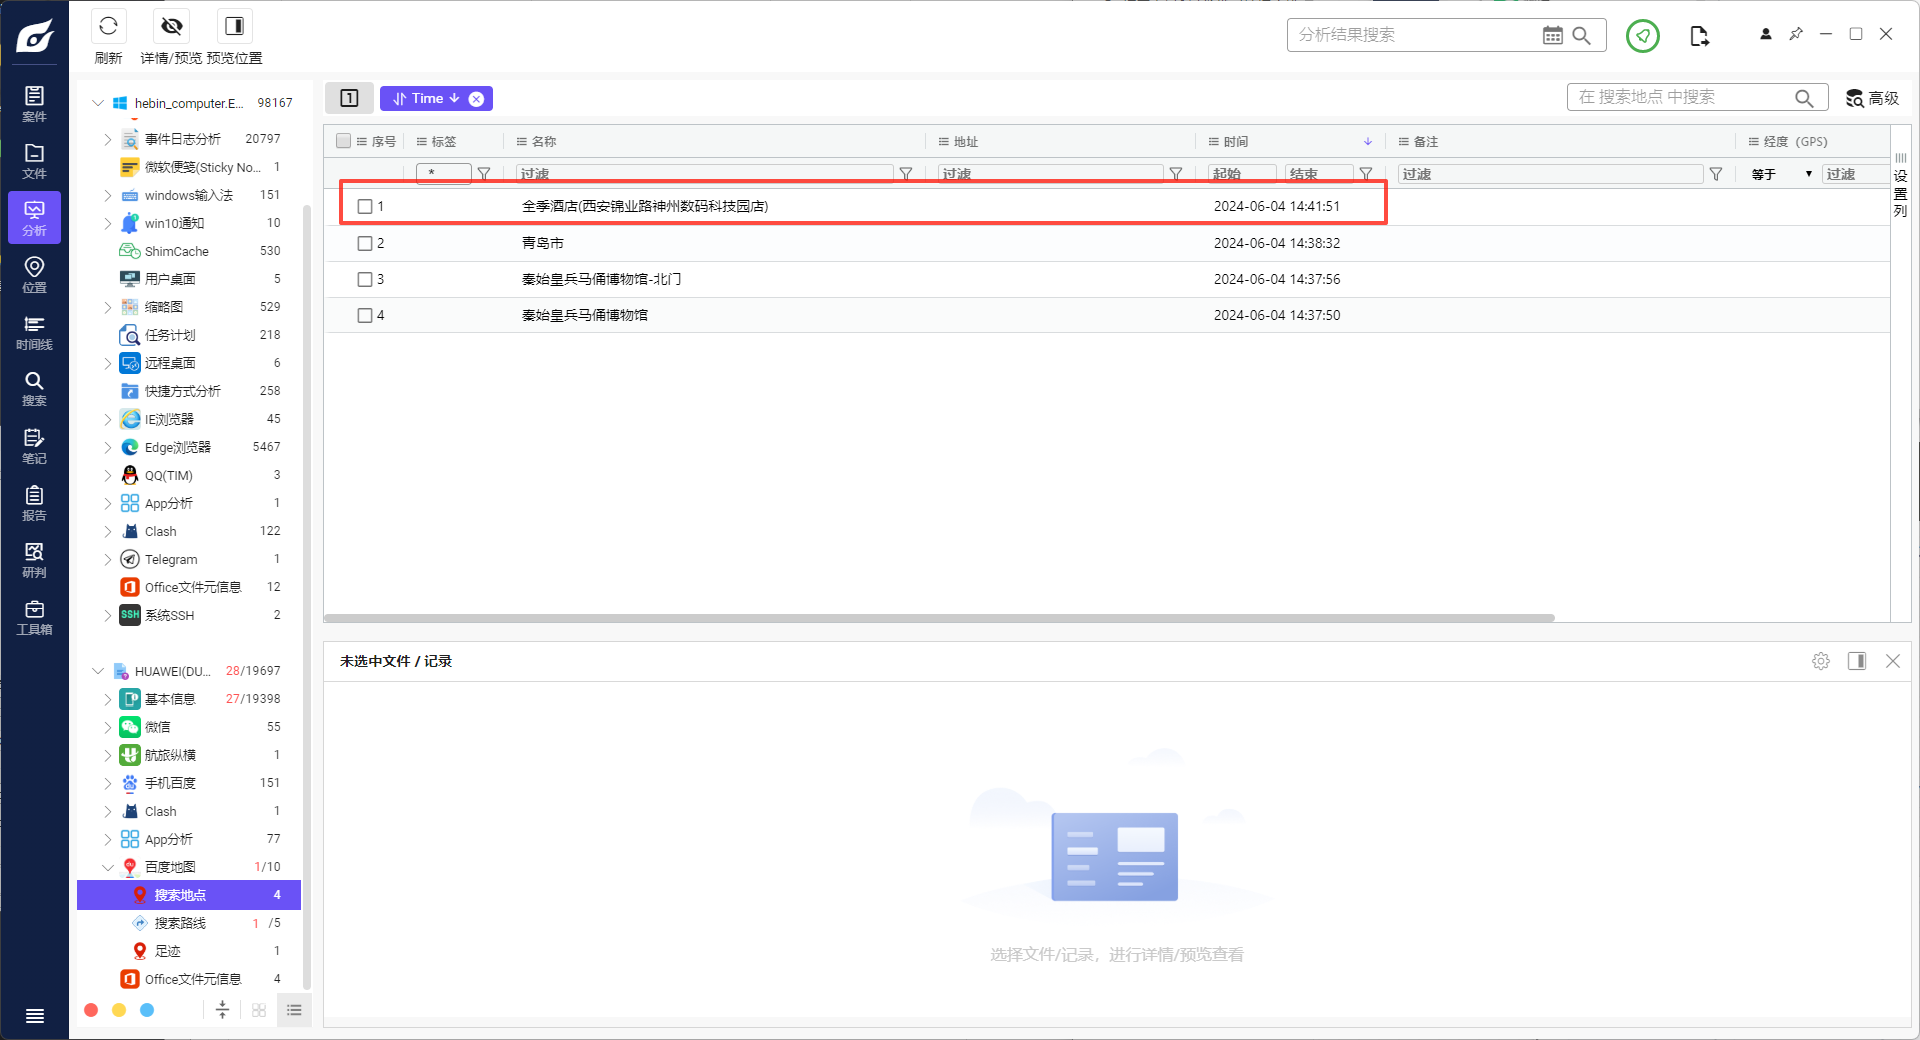 刷新
详情/预览
预览位置
分析结果搜索
案件
文件
分析
位置
时间线
搜索
笔记
报告
研判
工具箱
hebin_computer.E... 98167
事件日志分析 20797
微软便笺(Sticky No... 1
windows输入法 151
win10通知 10
ShimCache 530
用户桌面 5
缩略图 529
任务计划 218
远程桌面 6
快捷方式分析 258
IE浏览器 45
Edge浏览器 5467
QQ(TIM) 3
App分析 1
Clash 122
Telegram 1
Office文件元信息 12
SSH 系统SSH 2
HUAWEI(DU... 28/19697
基本信息 27/19398
微信 55
航旅纵横 1
手机百度 151
Clash 1
App分析 77
百度地图 1/10
搜索地点 4
搜索路线 1 /5
足迹 1
Office文件元信息 4
1 Time
在 搜索地点 中搜索
高级
序号 标签 名称 地址 时间 备注 经度 (GPS)
* 过滤 过滤 起始 结束 过滤 等于 过滤
1 全季酒店(西安锦业路神州数码科技园店) 2024-06-04 14:41:51
2 青岛市 2024-06-04 14:38:32
3 秦始皇兵马俑博物馆-北门 2024-06-04 14:37:56
4 秦始皇兵马俑博物馆 2024-06-04 14:37:50
设置列
未选中文件 / 记录
选择文件/记录，进行详情/预览查看